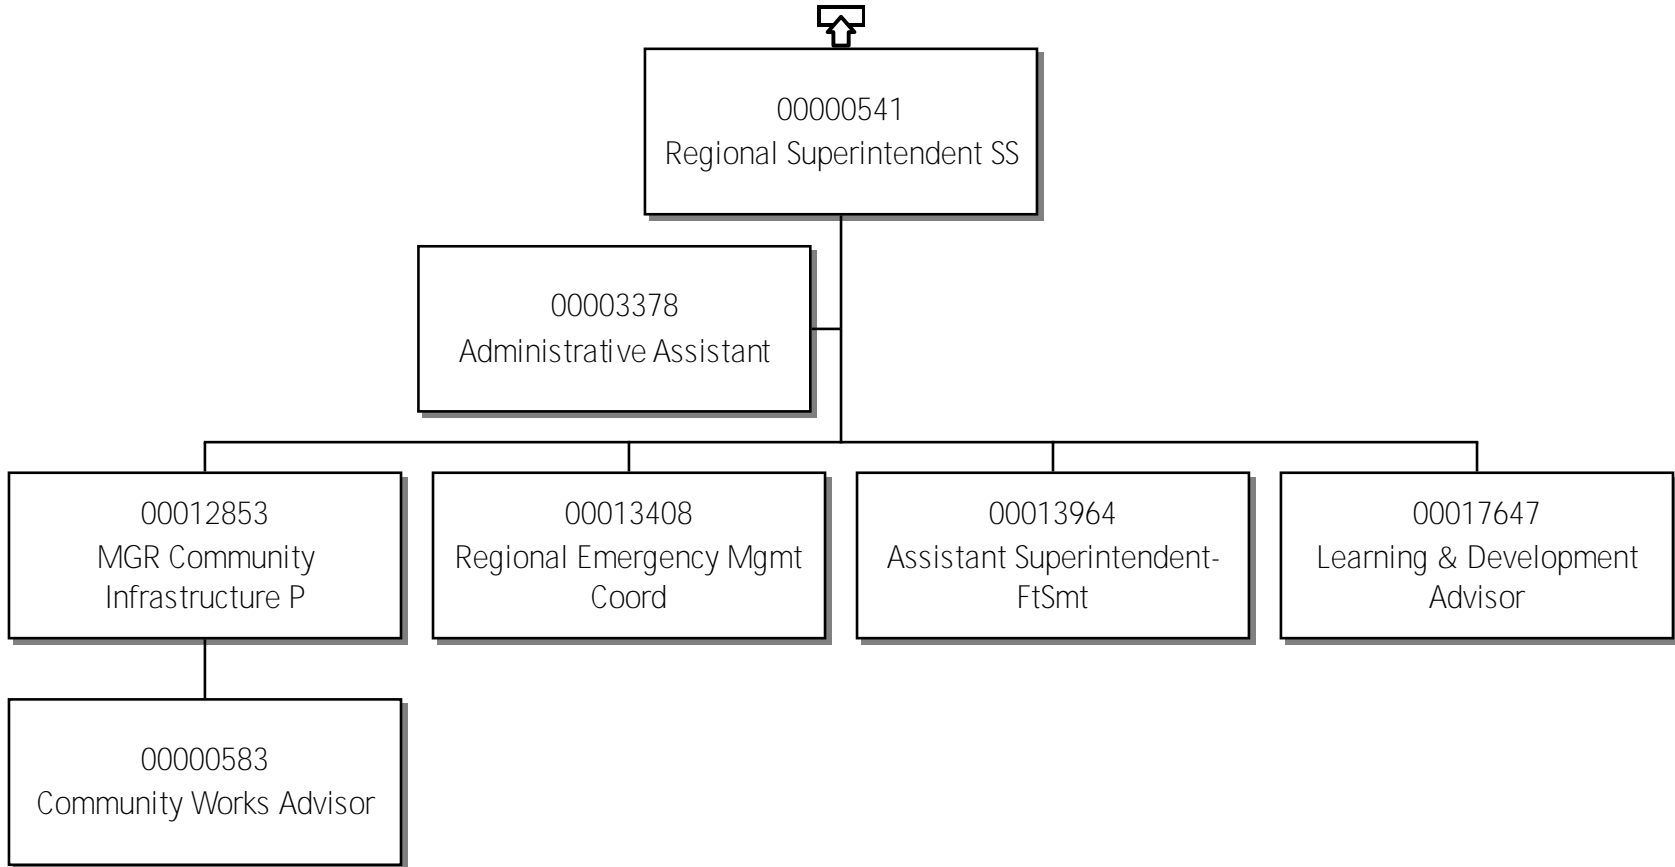 00000541
Regional Superintendent SS
00003378
Administrative Assistant
00012853
MGR Community
Infrastructure P
00013408
Regional Emergency Mgmt
Coord
00013964
Assistant Superintendent-
FtSmt
00017647
Learning & Development
Advisor
00000583
Community Works Advisor